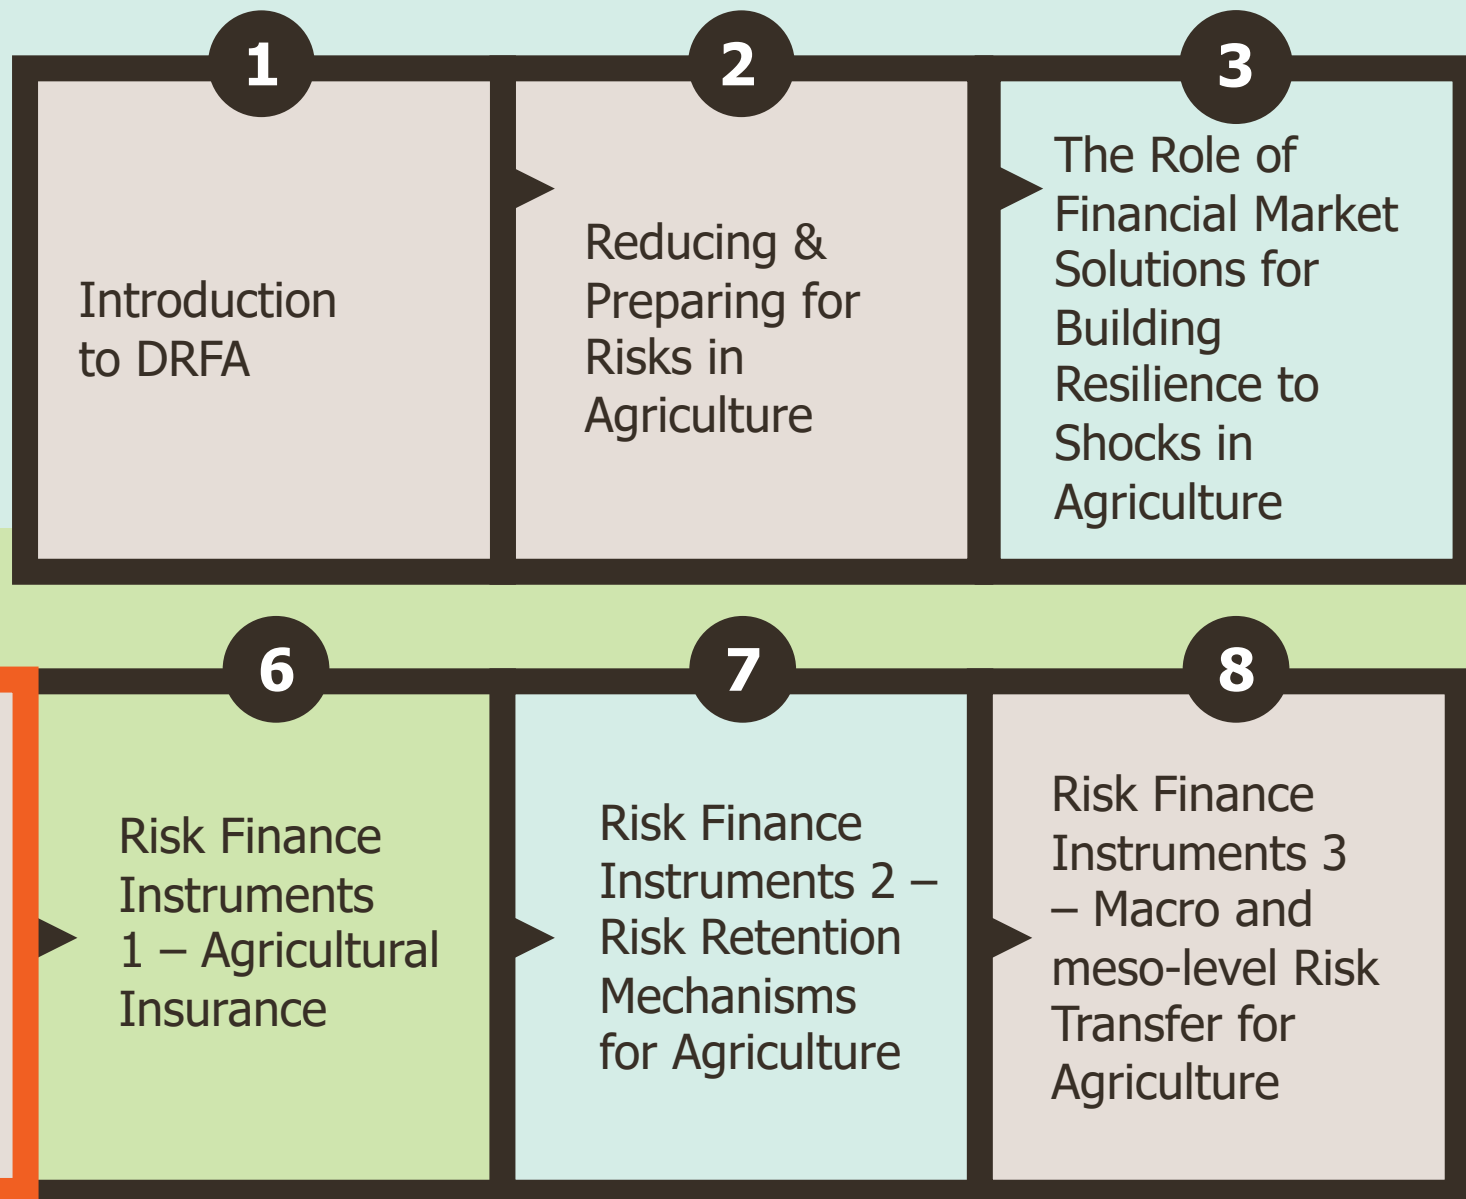 1
Introduction
to DRFA
2
Reducing &
Preparing for
Risks in
Agriculture
3
The Role of
Financial Market
Solutions for
Building
Resilience to
Shocks in
Agriculture
6
Risk Finance
Instruments
1 – Agricultural
Insurance
7
Risk Finance
Instruments 2 –
Risk Retention
Mechanisms
for Agriculture
8
Risk Finance
Instruments 3
– Macro and
meso-level Risk
Transfer for
Agriculture